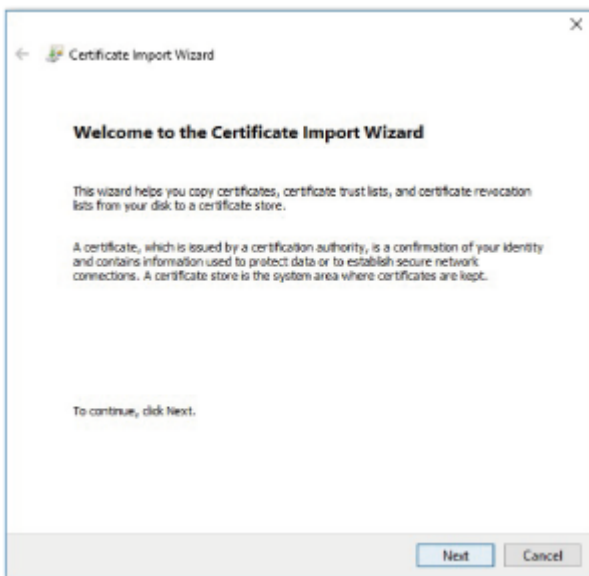 Certificate Import Wizard
Welcome to the Certificate Import Wizard
This wizard helps you copy certificates, certificate trust lists, and certificate revocation
lists from your disk to a certificate store.
A certificate, which is issued by a certification authority, is a confirmation of your identity
and contains information used to protect data or to establish secure network
connections. A certificate store is the system area where certificates are kept.
To continue, click Next.
Next Cancel